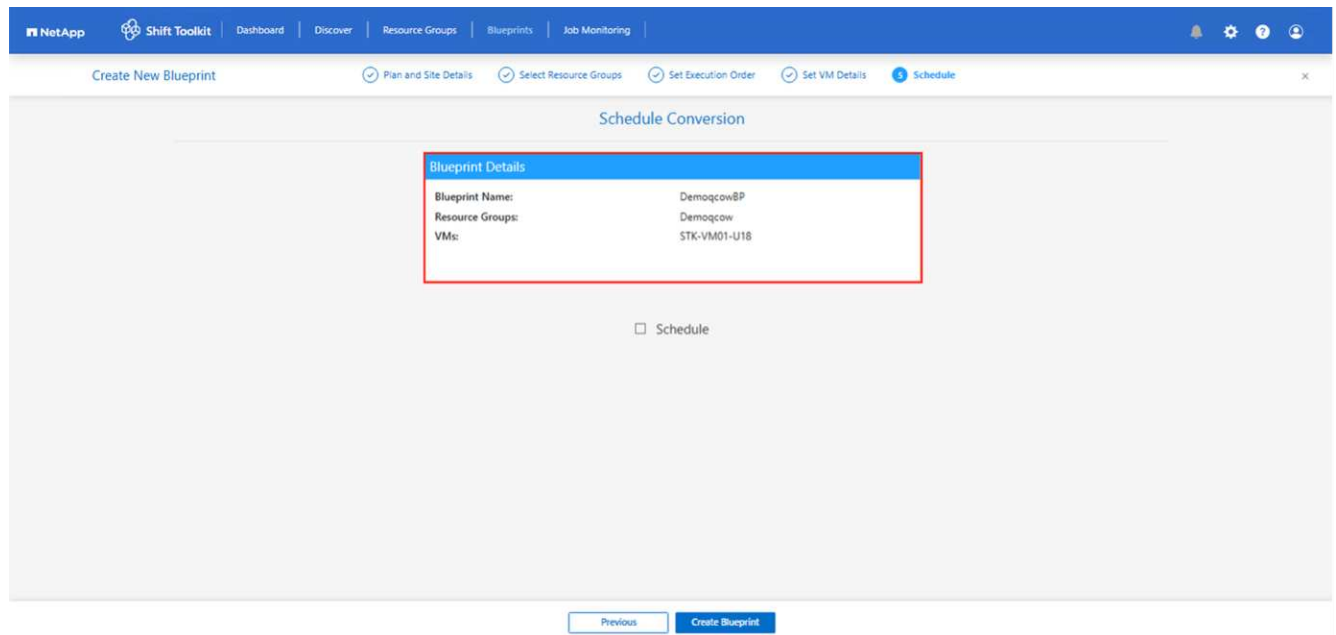 NetApp Shift Toolkit Dashboard Discover Resource Groups Blueprints Job Monitoring
Create New Blueprint Plan and Site Details Select Resource Groups Set Execution Order Set VM Details 5 Schedule
Schedule Conversion
Blueprint Details
Blueprint Name: DemoqcowBP
Resource Groups: Demoqcow
VMs: STK-VM01-U18
Schedule
Previous Create Blueprint